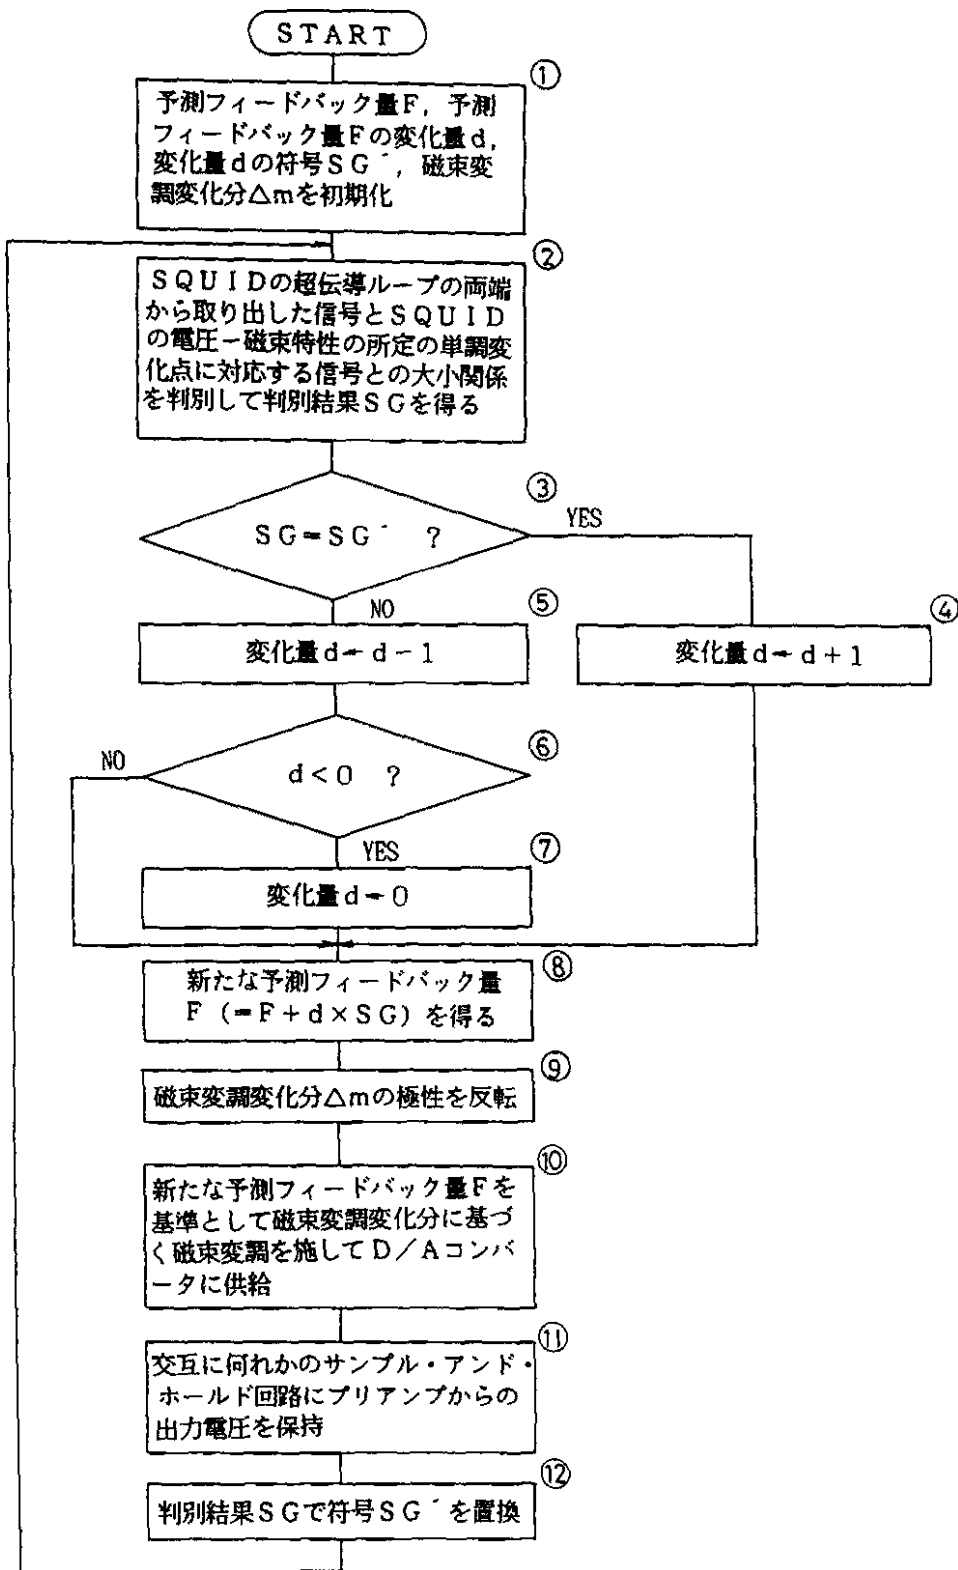 START
①
予測フィードバック量F，予測
フィードバック量Fの変化量d，
変化量dの符号SG´，磁束変
調変化分△mを初期化
②
SQUIDの超伝導ループの両端
から取り出した信号とSQUID
の電圧－磁束特性の所定の単調変
化点に対応する信号との大小関係
を判別して判別結果SGを得る
③
SG=SG´ ?
YES
NO
⑤
変化量d←d－1
④
変化量d←d＋1
⑥
d<0 ?
NO
YES
⑦
変化量d←0
⑧
新たな予測フィードバック量
F（=F＋d×SG）を得る
⑨
磁束変調変化分△mの極性を反転
⑩
新たな予測フィードバック量Fを
基準として磁束変調変化分に基づ
く磁束変調を施してD／Aコンバ
ータに供給
⑪
交互に何れかのサンプル・アンド・
ホールド回路にプリアンプからの
出力電圧を保持
⑫
判別結果SGで符号SG´を置換